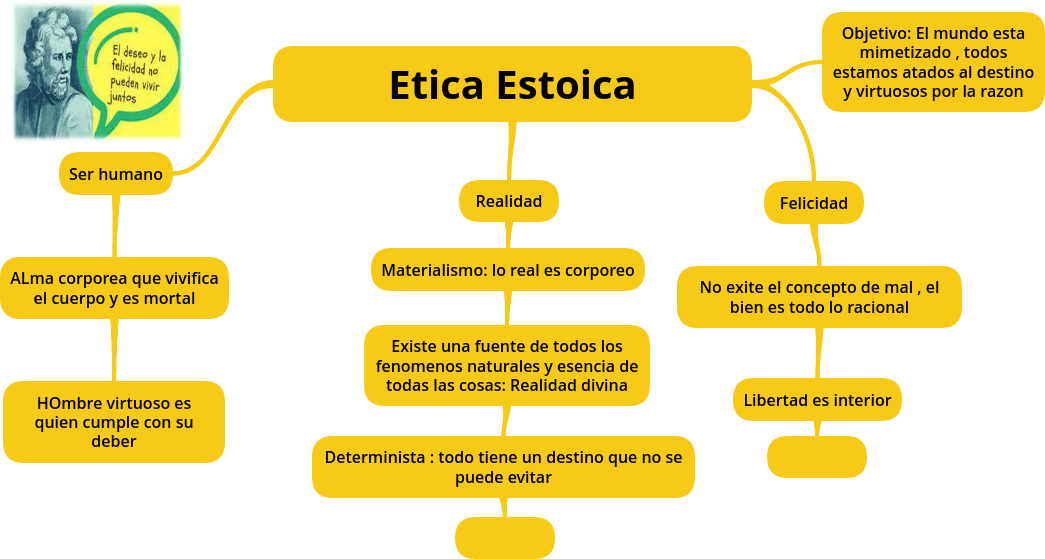 El deseo y la
felicidad no
pueden vivir
juntos
Etica Estoica
Objetivo: El mundo esta
mimetizado , todos
estamos atados al destino
y virtuosos por la razon
Ser humano
ALma corporea que vivifica
el cuerpo y es mortal
HOmbre virtuoso es
quien cumple con su
deber
Realidad
Materialismo: lo real es corporeo
Existe una fuente de todos los
fenomenos naturales y esencia de
todas las cosas: Realidad divina
Determinista : todo tiene un destino que no se
puede evitar
Felicidad
No exite el concepto de mal , el
bien es todo lo racional
Libertad es interior